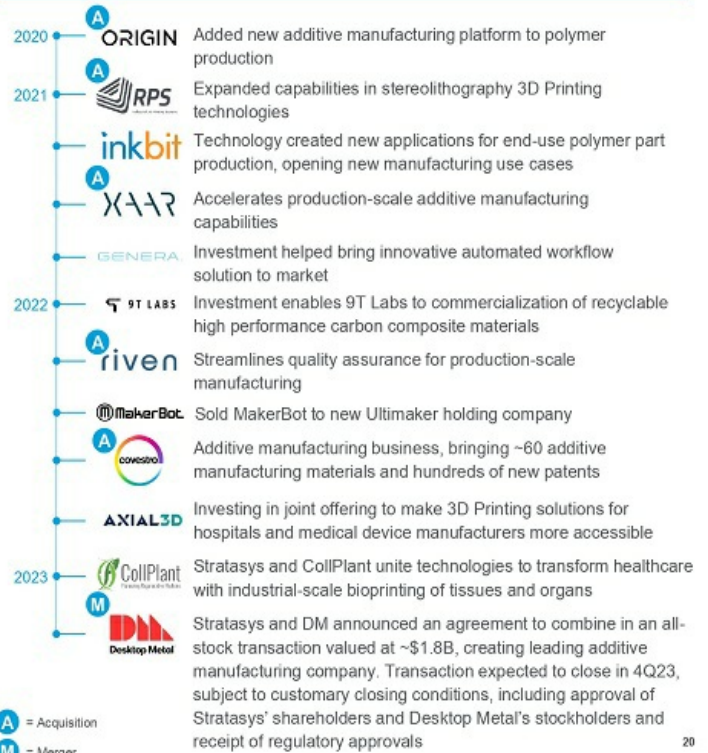 A
2020 ORIGIN Added new additive manufacturing platform to polymer
production
A
2021 RPS Expanded capabilities in stereolithography 3D Printing
technologies
inkbit Technology created new applications for end-use polymer part
production, opening new manufacturing use cases
A
XAAR Accelerates production-scale additive manufacturing
capabilities
GENERA Investment helped bring innovative automated workflow
solution to market
2022 9T LABS Investment enables 9T Labs to commercialization of recyclable
high performance carbon composite materials
A
riven Streamlines quality assurance for production-scale
manufacturing
MakerBot Sold MakerBot to new Ultimaker holding company
A
covestro Additive manufacturing business, bringing ~60 additive
manufacturing materials and hundreds of new patents
AXIAL3D Investing in joint offering to make 3D Printing solutions for
hospitals and medical device manufacturers more accessible
2023 CollPlant Stratasys and CollPlant unite technologies to transform healthcare
with industrial-scale bioprinting of tissues and organs
M
DM Desktop Metal Stratasys and DM announced an agreement to combine in an all-
stock transaction valued at ~$1.8B, creating leading additive
manufacturing company. Transaction expected to close in 4Q23,
subject to customary closing conditions, including approval of
A = Acquisition Stratasys' shareholders and Desktop Metal's stockholders and
M = Merger receipt of regulatory approvals 20